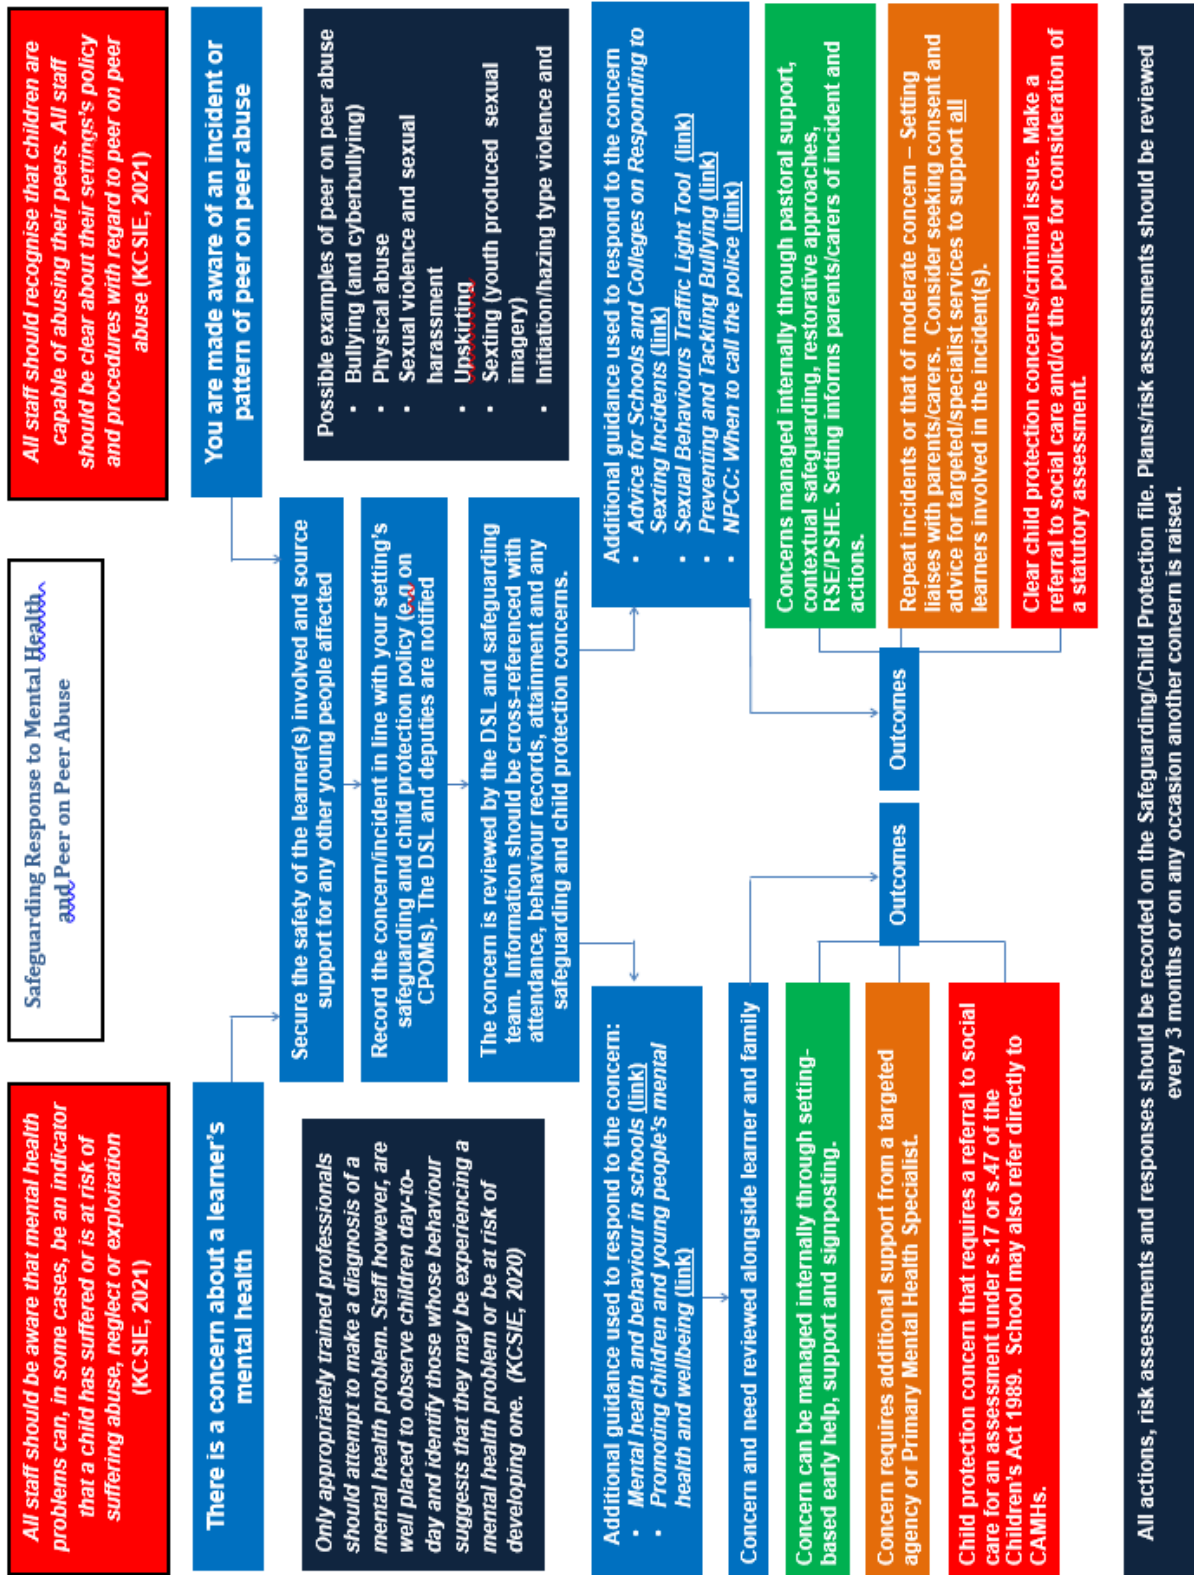 All staff should be aware that mental health
problems can, in some cases, be an indicator
that a child has suffered or is at risk of
suffering abuse, neglect or exploitation
(KCSIE, 2021)
Safeguarding Response to Mental Health
and Peer on Peer Abuse
All staff should recognise that children are
capable of abusing their peers. All staff
should be clear about their settings's policy
and procedures with regard to peer on peer
abuse (KCSIE, 2021)
There is a concern about a learner's
mental health
You are made aware of an incident or
pattern of peer on peer abuse
Secure the safety of the learner(s) involved and source
support for any other young people affected
Record the concern/incident in line with your setting's
safeguarding and child protection policy (e.g on
CPOMs). The DSL and deputies are notified
The concern is reviewed by the DSL and safeguarding
team. Information should be cross-referenced with
attendance, behaviour records, attainment and any
safeguarding and child protection concerns.
Only appropriately trained professionals
should attempt to make a diagnosis of a
mental health problem. Staff however, are
well placed to observe children day-to-
day and identify those whose behaviour
suggests that they may be experiencing a
mental health problem or be at risk of
developing one. (KCSIE, 2020)
Possible examples of peer on peer abuse
• Bullying (and cyberbullying)
• Physical abuse
• Sexual violence and sexual
harassment
• Upskirting
• Sexting (youth produced sexual
imagery)
• Initiation/hazing type violence and
Additional guidance used to respond to the concern:
• Mental health and behaviour in schools (link)
• Promoting children and young people's mental
health and wellbeing (link)
Concern and need reviewed alongside learner and family
Outcomes
Concern can be managed internally through setting-
based early help, support and signposting.
Concern requires additional support from a targeted
agency or Primary Mental Health Specialist.
Child protection concern that requires a referral to social
care for an assessment under s.17 or s.47 of the
Children's Act 1989. School may also refer directly to
CAMHs.
Additional guidance used to respond to the concern
• Advice for Schools and Colleges on Responding to
Sexting Incidents (link)
• Sexual Behaviours Traffic Light Tool (link)
• Preventing and Tackling Bullying (link)
• NPCC: When to call the police (link)
Outcomes
Concerns managed internally through pastoral support,
contextual safeguarding, restorative approaches,
RSE/PSHE. Setting informs parents/carers of incident and
actions.
Repeat incidents or that of moderate concern – Setting
liaises with parents/carers. Consider seeking consent and
advice for targeted/specialist services to support all
learners involved in the incident(s).
Clear child protection concerns/criminal issue. Make a
referral to social care and/or the police for consideration of
a statutory assessment.
All actions, risk assessments and responses should be recorded on the Safeguarding/Child Protection file. Plans/risk assessments should be reviewed
every 3 months or on any occasion another concern is raised.